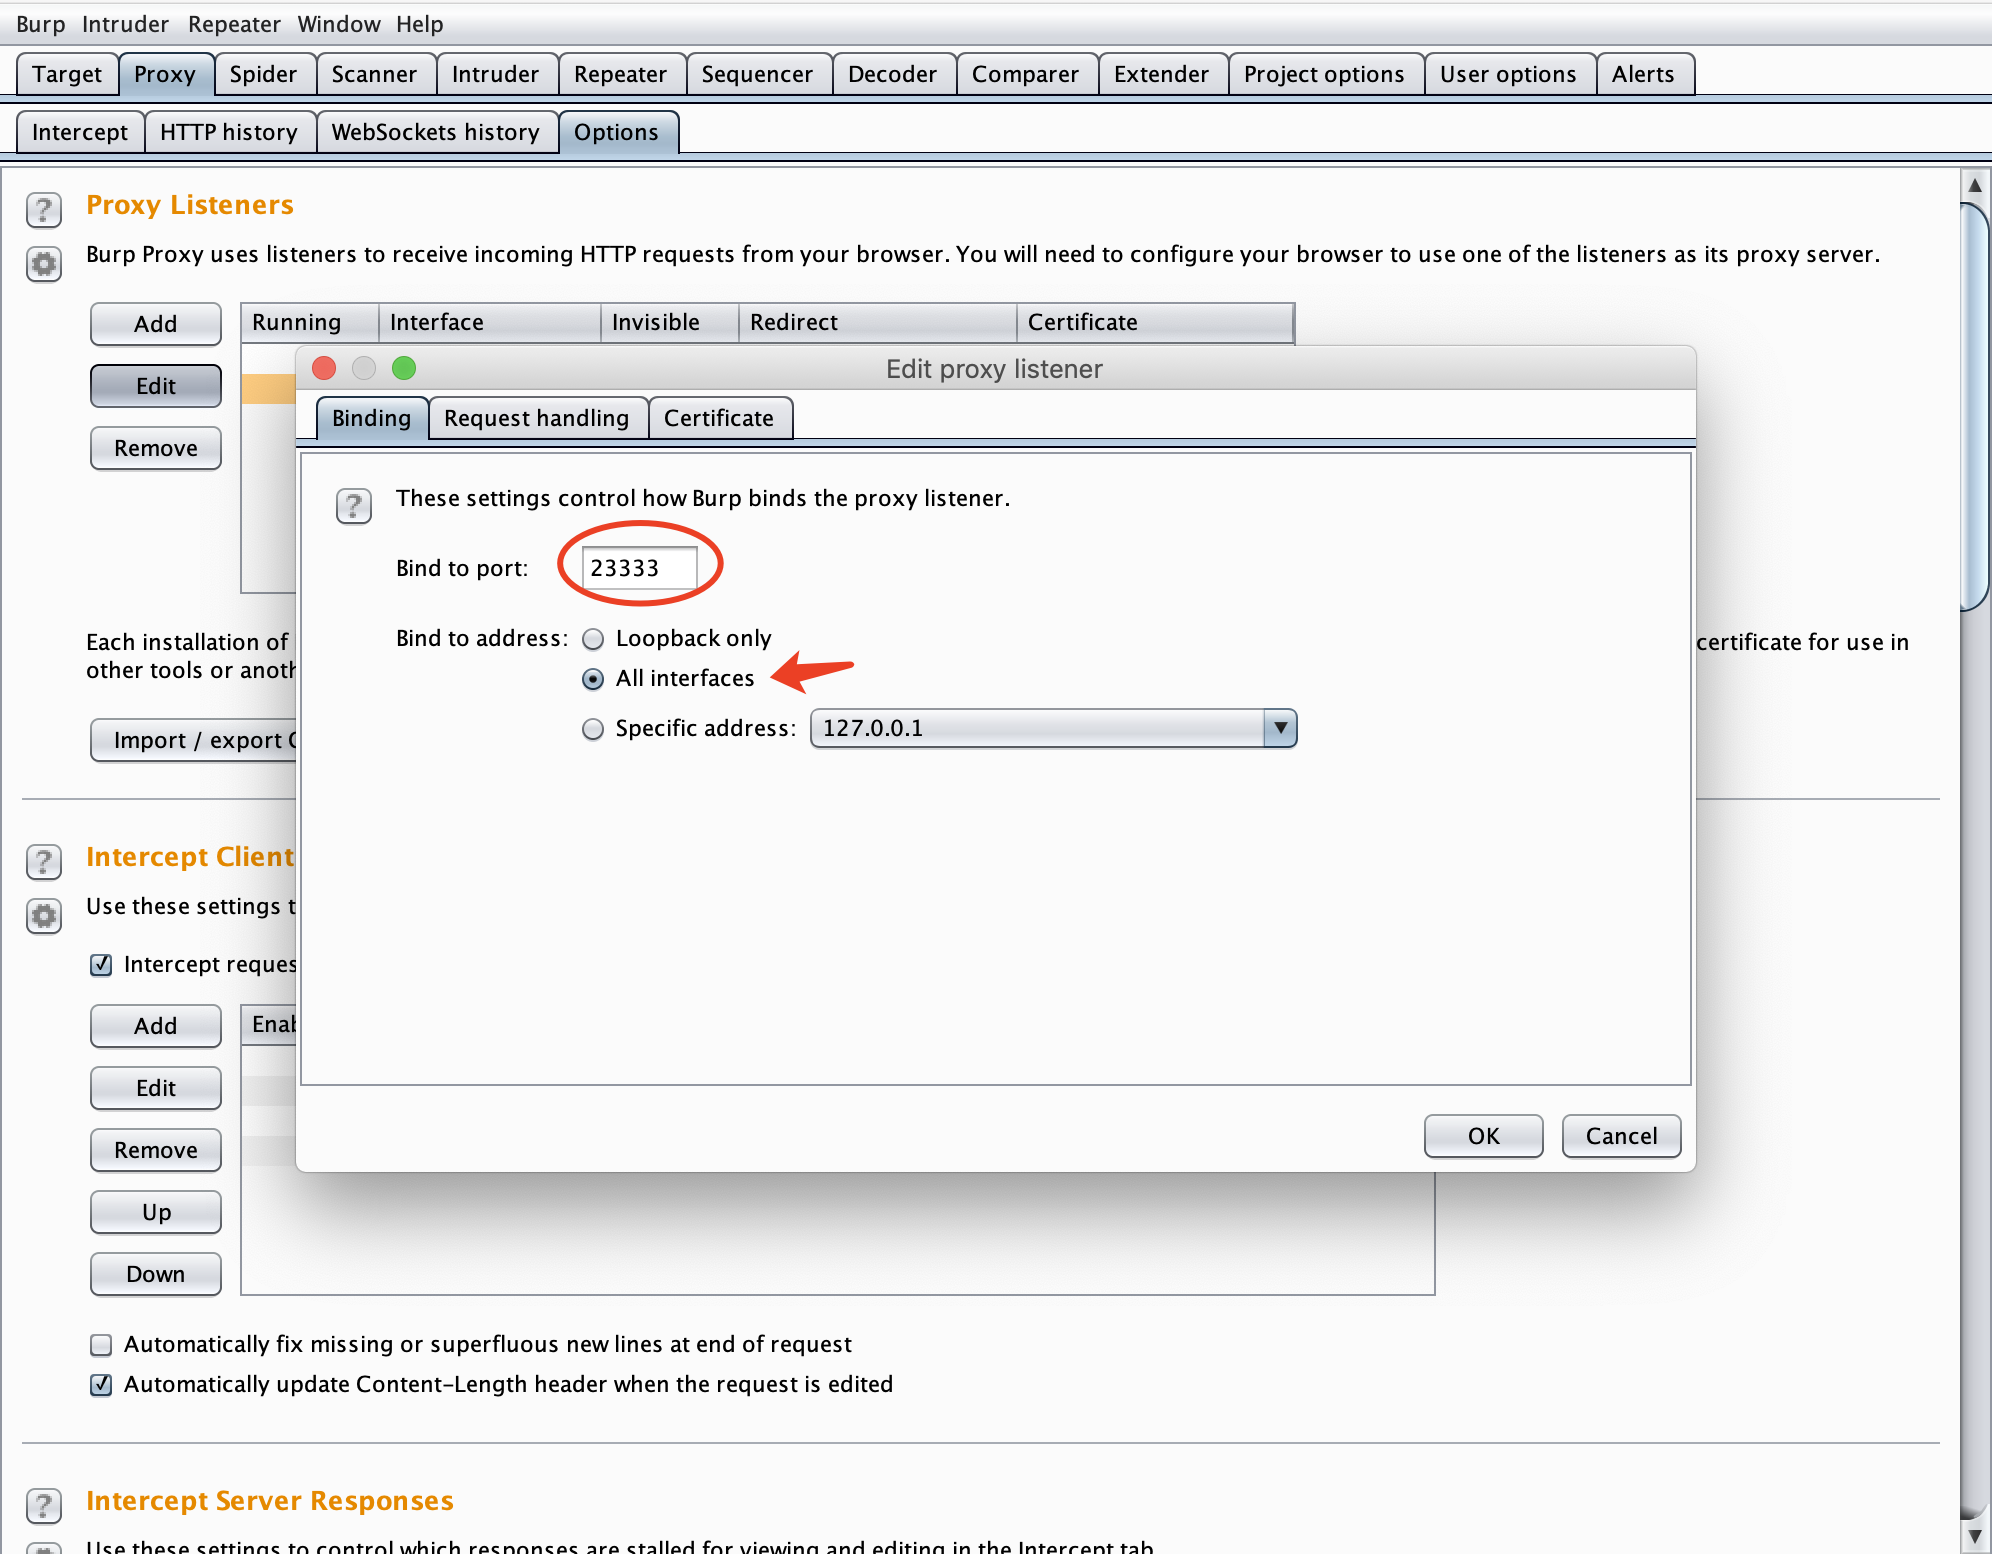 Burp Intruder Repeater Window Help
Target Proxy Spider Scanner Intruder Repeater Sequencer Decoder Comparer Extender Project options User options Alerts
Intercept HTTP history WebSockets history Options
? Proxy Listeners
Burp Proxy uses listeners to receive incoming HTTP requests from your browser. You will need to configure your browser to use one of the listeners as its proxy server.
Add Running Interface Invisible Redirect Certificate
Edit proxy listener
Edit
Binding Request handling Certificate
Remove
? These settings control how Burp binds the proxy listener.
Bind to port: 23333
Bind to address: Loopback only
All interfaces
Specific address: 127.0.0.1
Each installation of certificate for use in
other tools or anoth
Import / export
? Intercept Client
Use these settings t
Intercept reques
Add Enab
Edit
Remove
OK Cancel
Up
Down
Automatically fix missing or superfluous new lines at end of request
Automatically update Content-Length header when the request is edited
? Intercept Server Responses
Use these settings to control which responses are stalled for viewing and editing in the Intercept tab